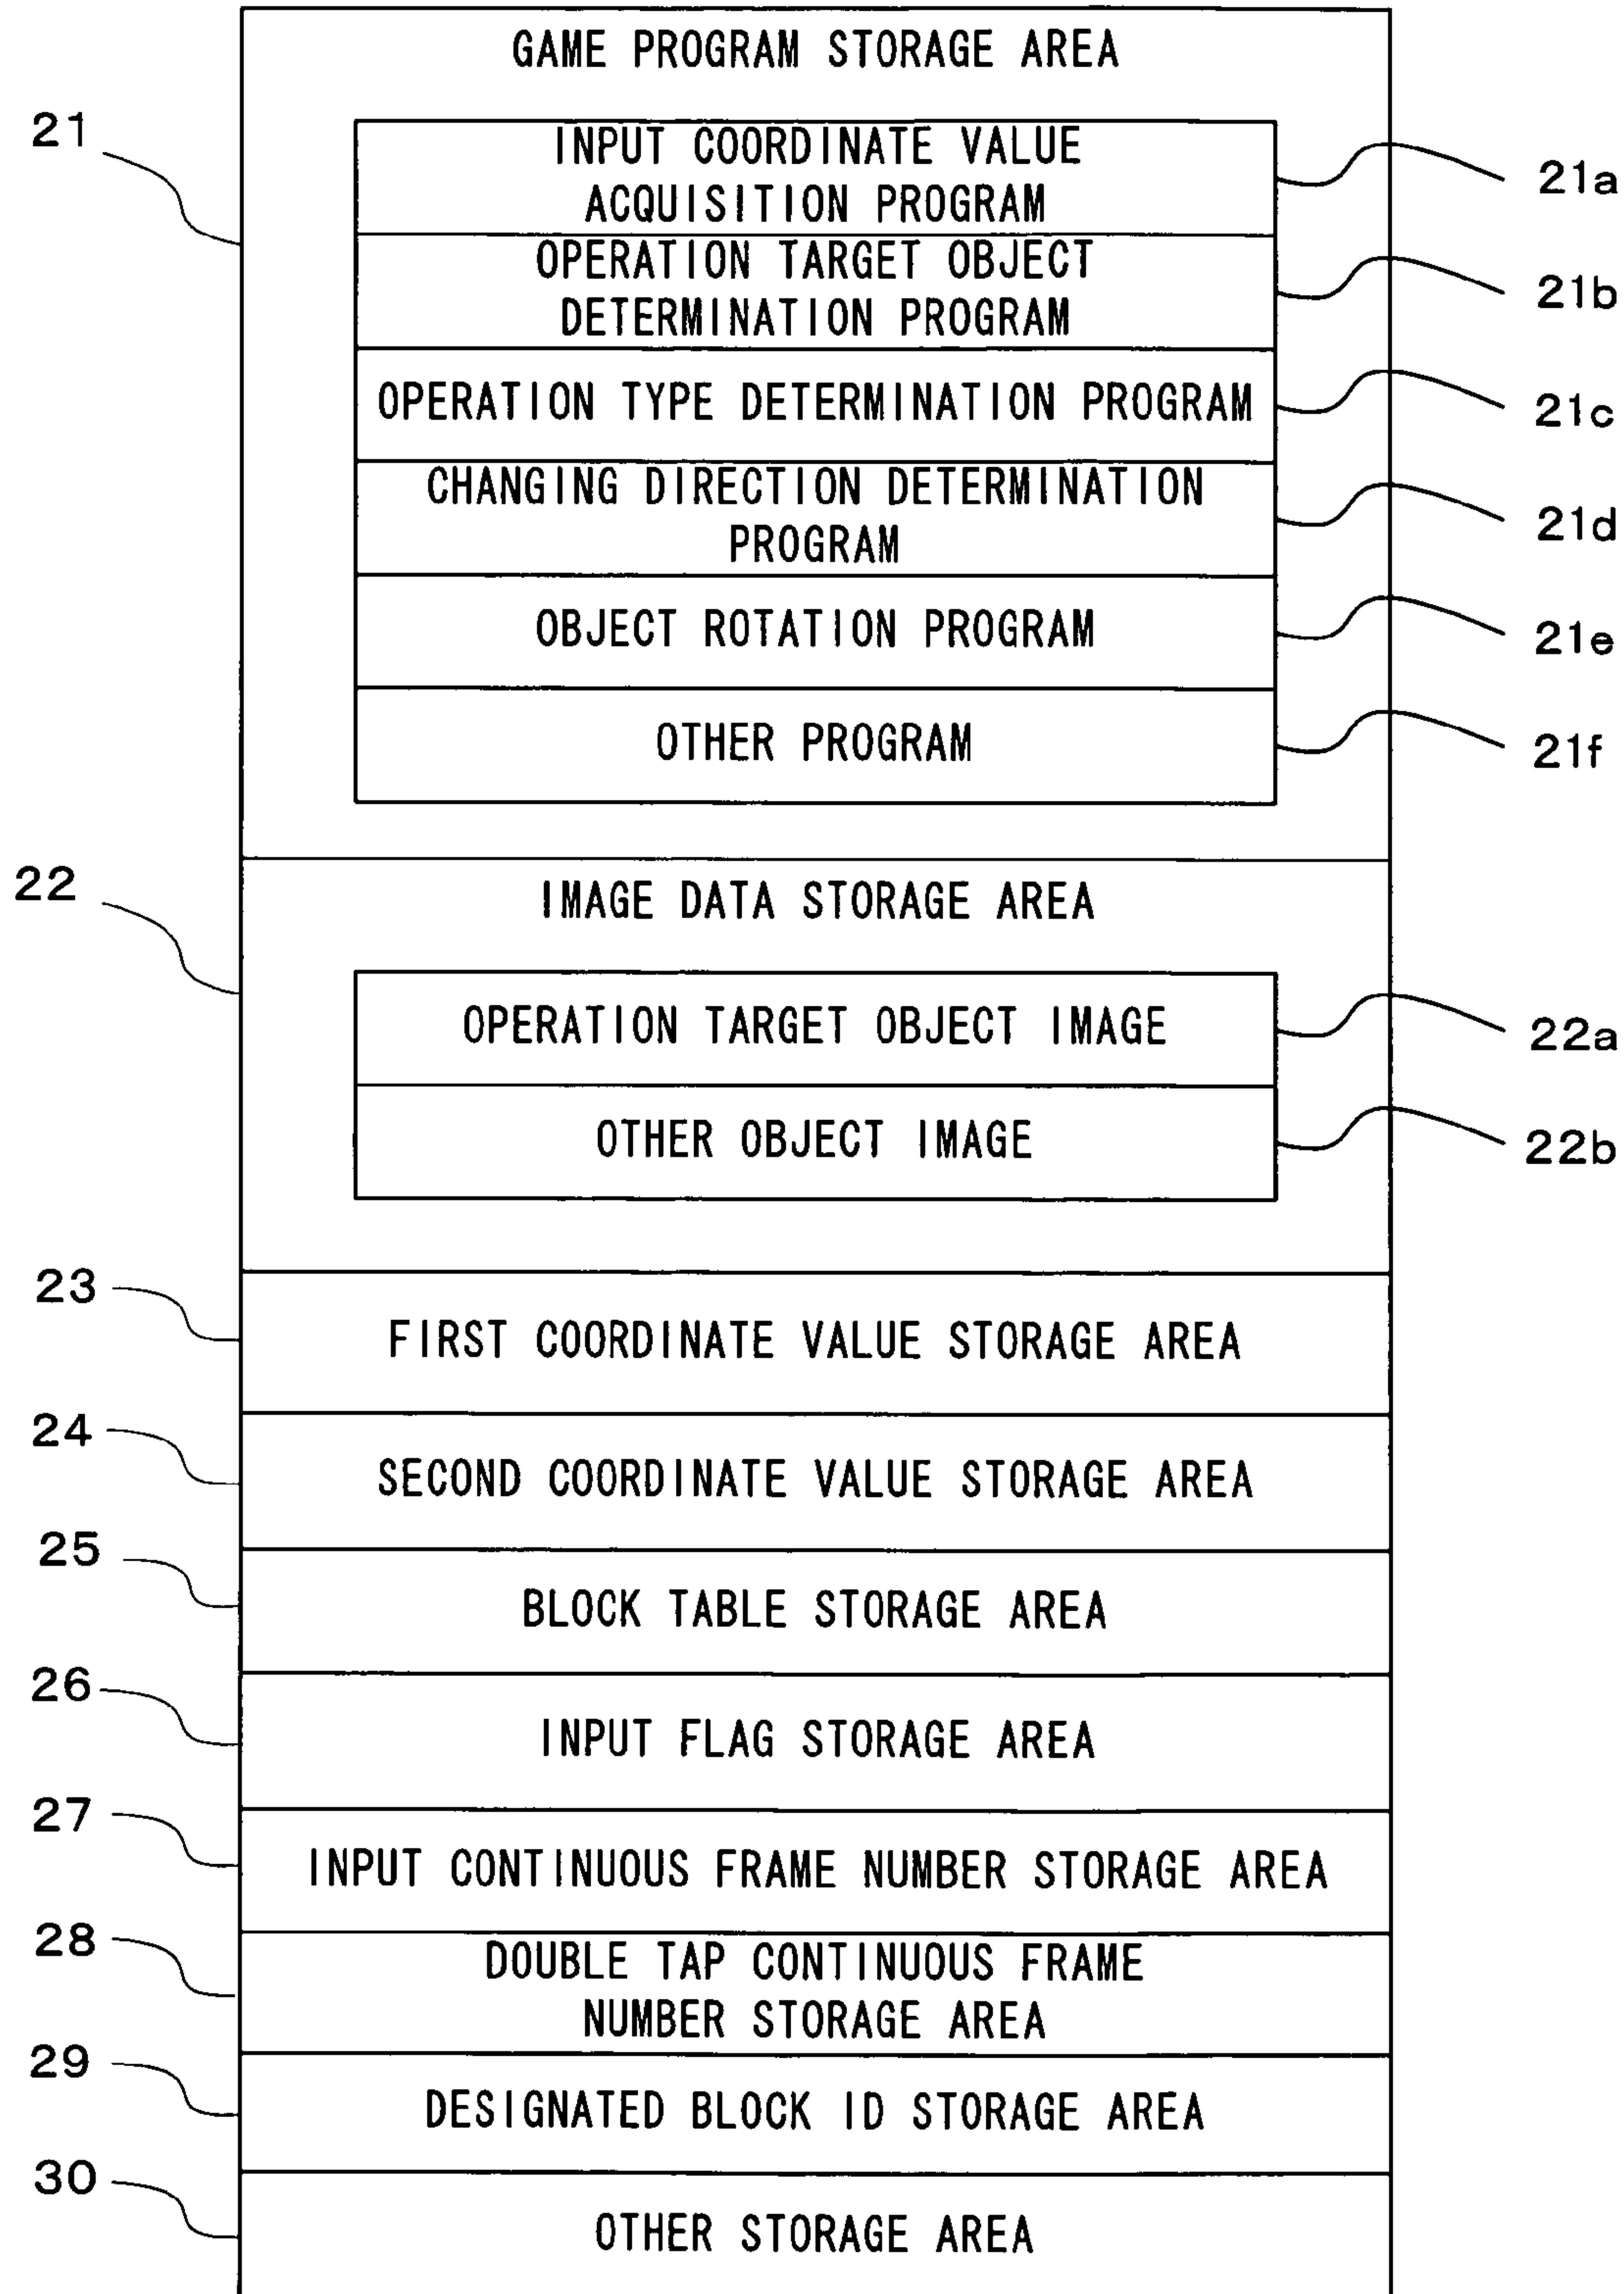 GAME PROGRAM STORAGE AREA
21
INPUT COORDINATE VALUE
ACQUISITION PROGRAM
21a
OPERATION TARGET OBJECT
DETERMINATION PROGRAM
21b
OPERATION TYPE DETERMINATION PROGRAM
21c
CHANGING DIRECTION DETERMINATION
PROGRAM
21d
OBJECT ROTATION PROGRAM
21e
OTHER PROGRAM
21f
22
IMAGE DATA STORAGE AREA
OPERATION TARGET OBJECT IMAGE
22a
OTHER OBJECT IMAGE
22b
23
FIRST COORDINATE VALUE STORAGE AREA
24
SECOND COORDINATE VALUE STORAGE AREA
25
BLOCK TABLE STORAGE AREA
26
INPUT FLAG STORAGE AREA
27
INPUT CONTINUOUS FRAME NUMBER STORAGE AREA
28
DOUBLE TAP CONTINUOUS FRAME
NUMBER STORAGE AREA
29
DESIGNATED BLOCK ID STORAGE AREA
30
OTHER STORAGE AREA